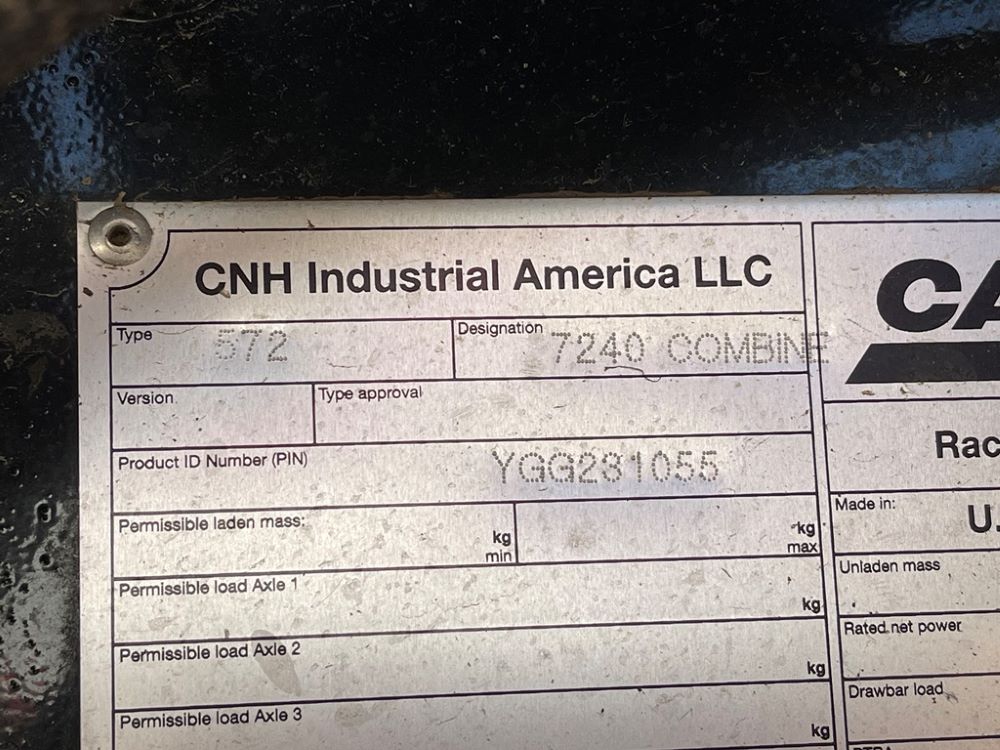 CNH Industrial America LLC
Type 572
Designation 7240 COMBINE
Version
Type approval
Product ID Number (PIN) YGG231055
Permissible laden mass:
kg
min
kg
max
Permissible load Axle 1
kg
Permissible load Axle 2
kg
Permissible load Axle 3
kg
CA
Rac
Made in:
U.
Unladen mass
Rated net power
Drawbar load